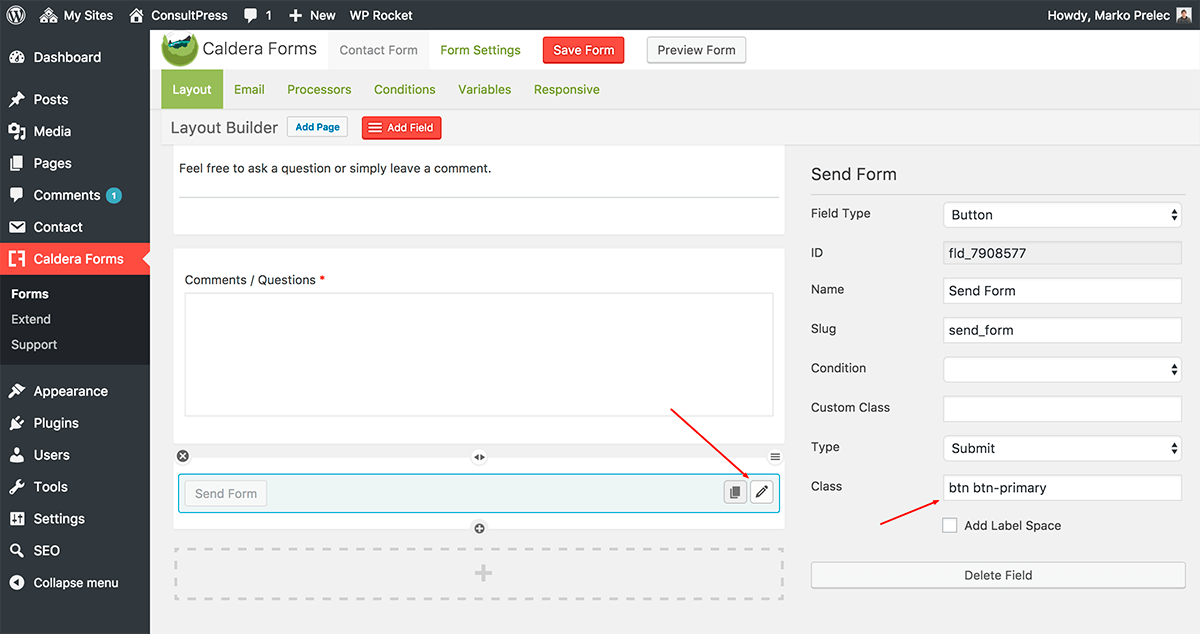 My Sites ConsultPress 1 New WP Rocket Howdy, Marko Prelec
Dashboard
Posts
Media
Pages
Comments 1
Contact
Caldera Forms
Forms
Extend
Support
Appearance
Plugins
Users
Tools
Settings
SEO
Collapse menu
Caldera Forms Contact Form Form Settings Save Form Preview Form
Layout Email Processors Conditions Variables Responsive
Layout Builder Add Page Add Field
Feel free to ask a question or simply leave a comment.
Comments / Questions *
Send Form
Send Form
Field Type Button
ID fld_7908577
Name Send Form
Slug send_form
Condition
Custom Class
Type Submit
Class btn btn-primary
Add Label Space
Delete Field